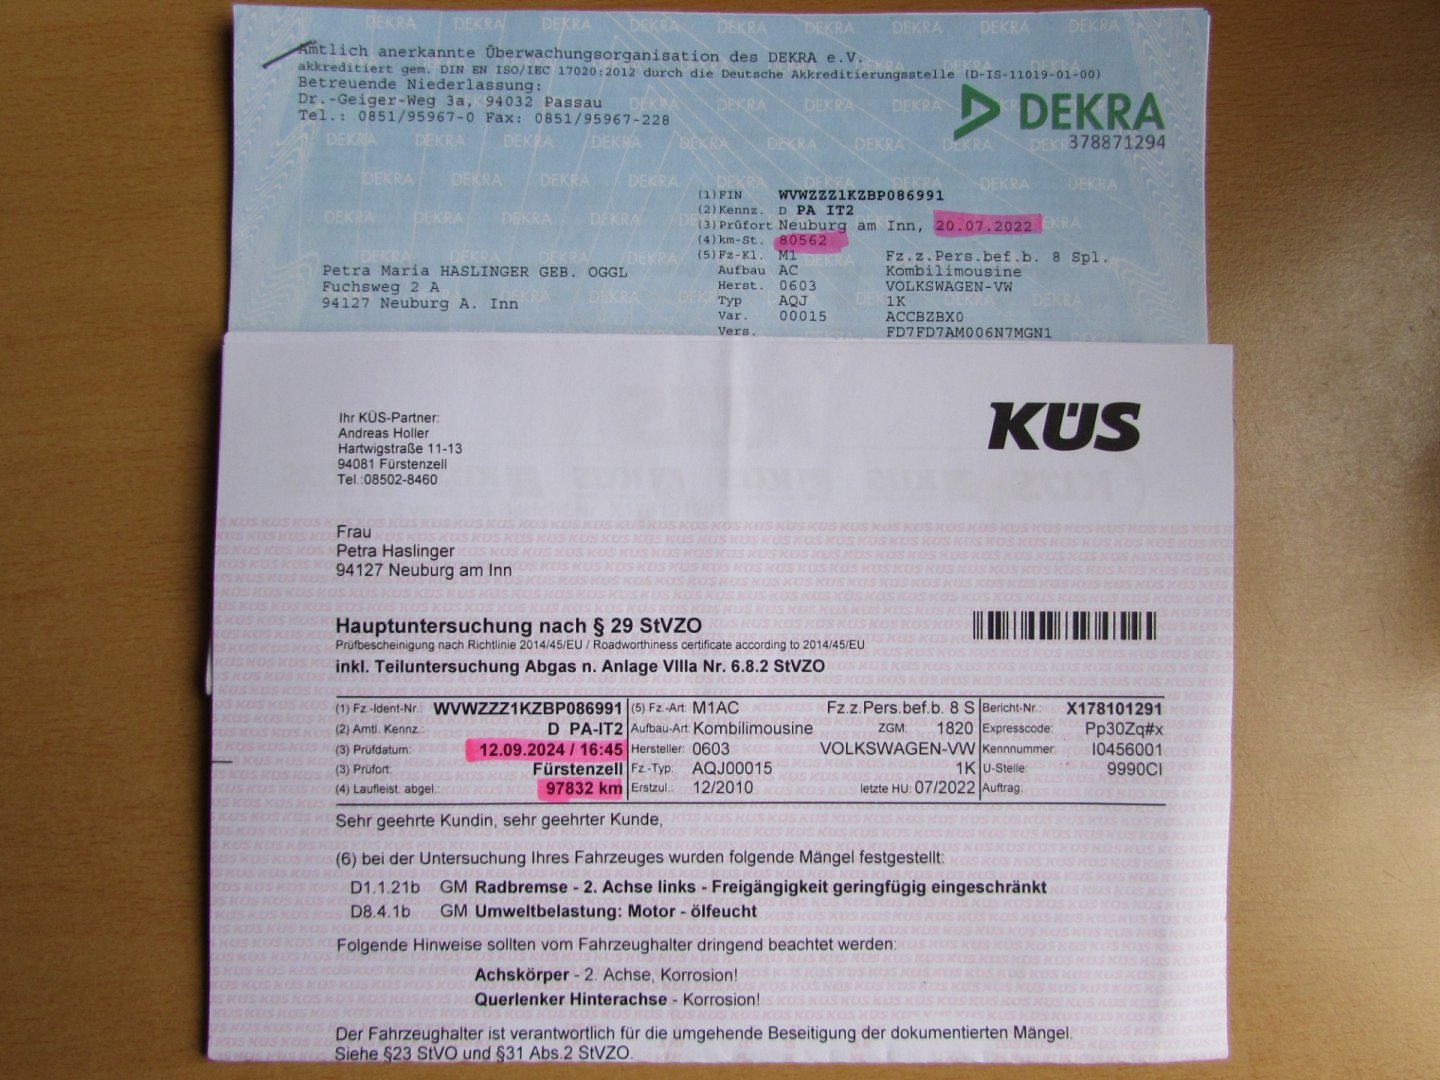 Amtlich anerkannte Überwachungsorganisation des DEKRA e.V.
akkreditiert gem. DIN EN ISO/IEC 17020:2012 durch die Deutsche Akkreditierungsstelle (D-IS-11019-01-00)
Betreuende Niederlassung:
Dr.-Geiger-Weg 3a, 94032 Passau
Tel.: 0851/95967-0 Fax: 0851/95967-228
DEKRA
378871294
(1) FIN WVWZZZ1KZBP086991
(2) Kennz. D PA IT2
(3) Prüfort Neuburg am Inn, 20.07.2022
(4) km-St. 80562
(5) Fz-Kl. M1 Fz.z.Pers.bef.b. 8 Spl.
Aufbau AC Kombilimousine
Herst. 0603 VOLKSWAGEN-VW
Typ AQJ 1K
Var. 00015 ACCBZBX0
Vers. FD7FD7AM006N7MGN1
Petra Maria HASLINGER GEB. OGGL
Fuchsweg 2 A
94127 Neuburg A. Inn
KÜS
Ihr KÜS-Partner:
Andreas Holler
Hartwigstraße 11-13
94081 Fürstenzell
Tel.:08502-8460
Frau
Petra Haslinger
94127 Neuburg am Inn
Hauptuntersuchung nach § 29 StVZO
Prüfbescheinigung nach Richtlinie 2014/45/EU / Roadworthiness certificate according to 2014/45/EU
inkl. Teiluntersuchung Abgas n. Anlage VIIIa Nr. 6.8.2 StVZO
(1) Fz.-Ident-Nr.: WVWZZZ1KZBP086991 (5) Fz.-Art: M1AC Fz.z.Pers.bef.b. 8 S Bericht-Nr.: X178101291
(2) Amtl. Kennz.: D PA-IT2 Aufbau-Art: Kombilimousine ZGM: 1820 Expresscode: Pp30Zq#x
(3) Prüfdatum: 12.09.2024 / 16:45 Hersteller: 0603 VOLKSWAGEN-VW Kennnummer: I0456001
(3) Prüfort: Fürstenzell Fz.-Typ: AQJ00015 1K U-Stelle: 9990CI
(4) Laufleist. abgel.: 97832 km Erstzul.: 12/2010 letzte HU: 07/2022 Auftrag:
Sehr geehrte Kundin, sehr geehrter Kunde,
(6) bei der Untersuchung Ihres Fahrzeuges wurden folgende Mängel festgestellt:
D1.1.21b GM Radbremse - 2. Achse links - Freigängigkeit geringfügig eingeschränkt
D8.4.1b GM Umweltbelastung: Motor - ölfeucht
Folgende Hinweise sollten vom Fahrzeughalter dringend beachtet werden:
Achskörper - 2. Achse, Korrosion!
Querlenker Hinterachse - Korrosion!
Der Fahrzeughalter ist verantwortlich für die umgehende Beseitigung der dokumentierten Mängel.
Siehe §23 StVO und §31 Abs.2 StVZO.